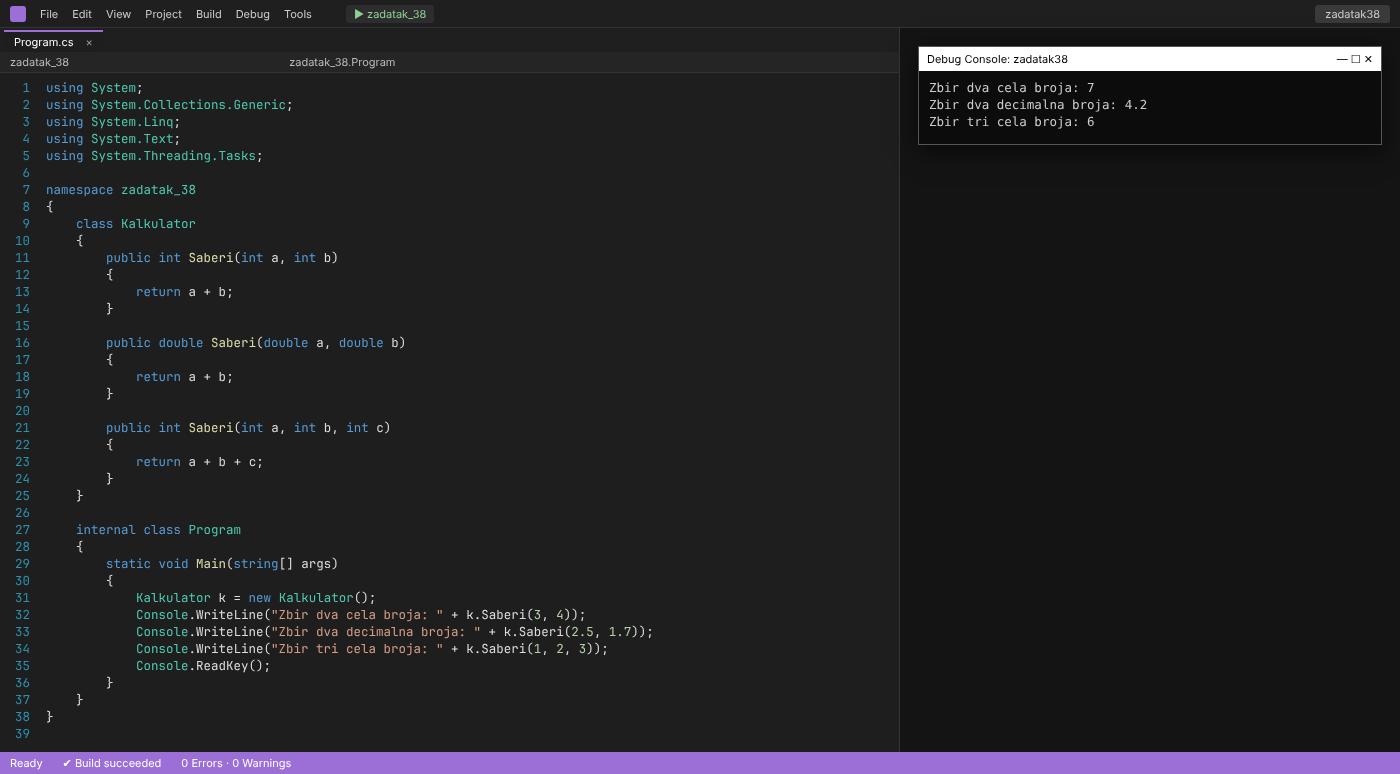 File Edit View Project Build Debug Tools ▶ zadatak_38 zadatak38
Program.cs ×
zadatak_38 zadatak_38.Program
1 using System;
2 using System.Collections.Generic;
3 using System.Linq;
4 using System.Text;
5 using System.Threading.Tasks;
6
7 namespace zadatak_38
8 {
9     class Kalkulator
10     {
11         public int Saberi(int a, int b)
12         {
13             return a + b;
14         }
15
16         public double Saberi(double a, double b)
17         {
18             return a + b;
19         }
20
21         public int Saberi(int a, int b, int c)
22         {
23             return a + b + c;
24         }
25     }
26
27     internal class Program
28     {
29         static void Main(string[] args)
30         {
31             Kalkulator k = new Kalkulator();
32             Console.WriteLine("Zbir dva cela broja: " + k.Saberi(3, 4));
33             Console.WriteLine("Zbir dva decimalna broja: " + k.Saberi(2.5, 1.7));
34             Console.WriteLine("Zbir tri cela broja: " + k.Saberi(1, 2, 3));
35             Console.ReadKey();
36         }
37     }
38 }
39
Debug Console: zadatak38 — ☐ ✕
Zbir dva cela broja: 7
Zbir dva decimalna broja: 4.2
Zbir tri cela broja: 6
Ready ✔ Build succeeded 0 Errors · 0 Warnings